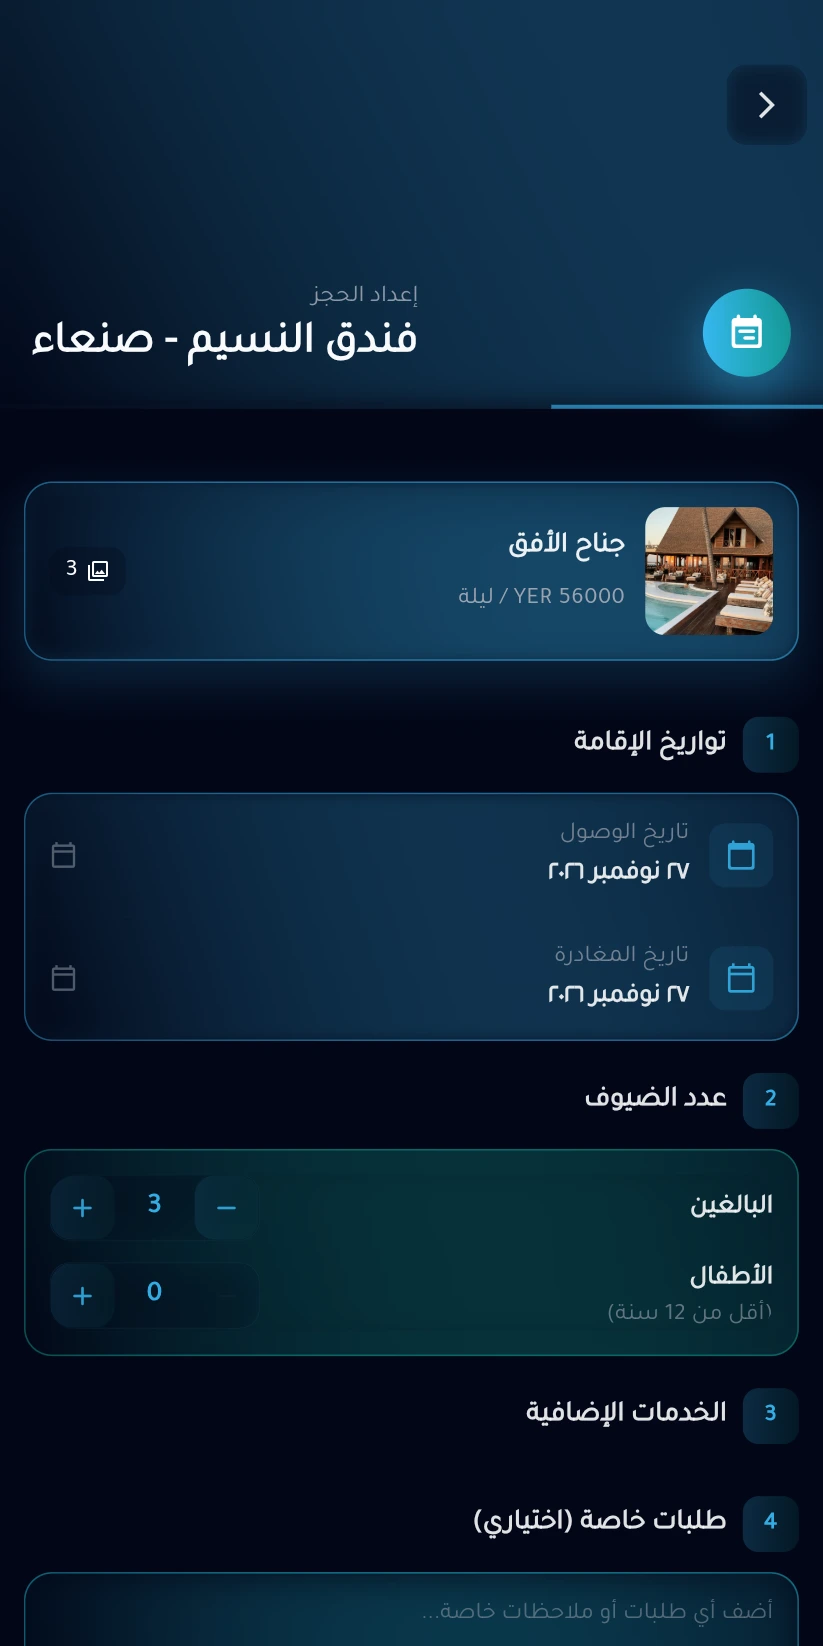 إعداد الحجز
فندق النسيم - صنعاء
جناح الأفق
YER 56000 / ليلة
3
1
تواريخ الإقامة
تاريخ الوصول
٢٧ نوفمبر ٢٠٢٦
تاريخ المغادرة
٢٧ نوفمبر ٢٠٢٦
2
عدد الضيوف
البالغين
− 3 +
الأطفال
(أقل من 12 سنة)
− 0 +
3
الخدمات الإضافية
4
طلبات خاصة (اختياري)
أضف أي طلبات أو ملاحظات خاصة...